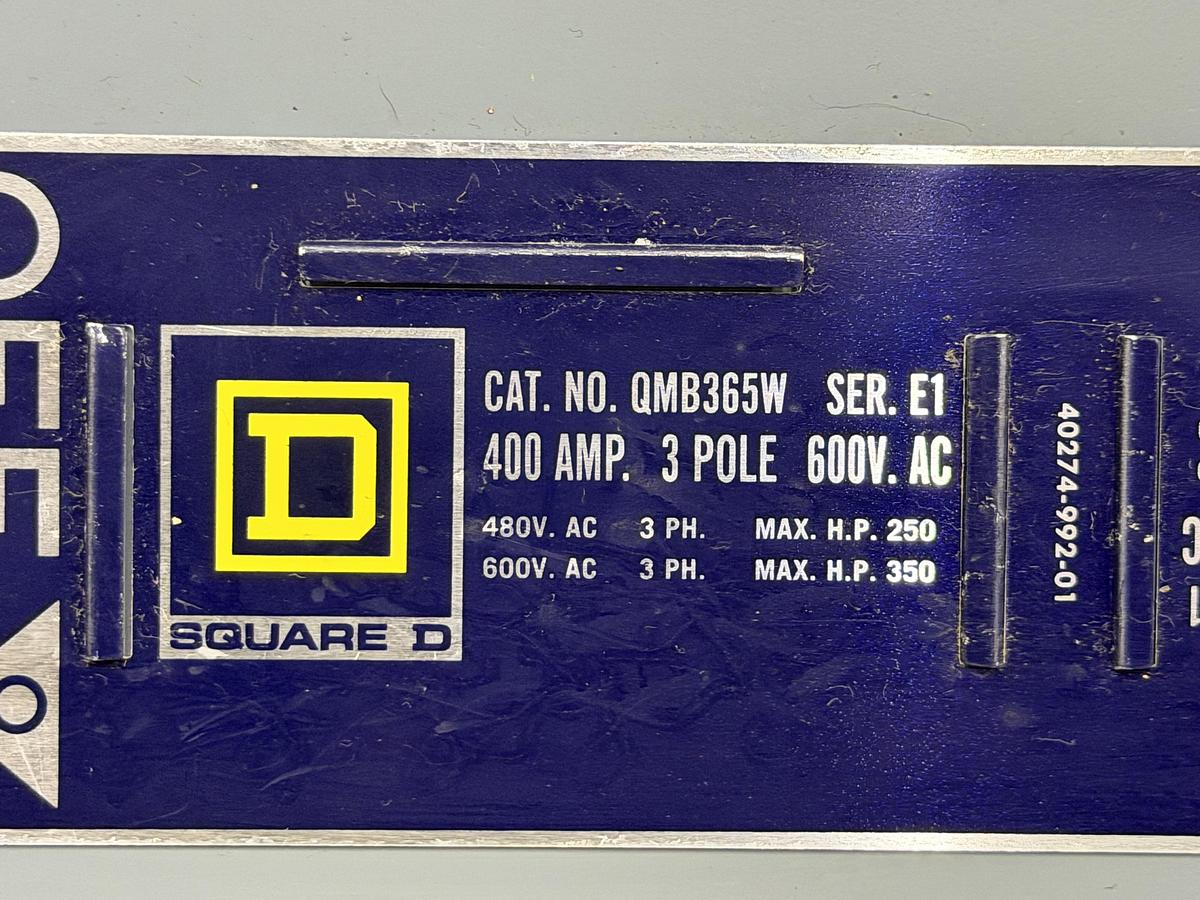 OFF
D
SQUARE D
CAT. NO. QMB365W SER. E1
400 AMP. 3 POLE 600V. AC
480V. AC 3 PH. MAX. H.P. 250
600V. AC 3 PH. MAX. H.P. 350
40274-992-01